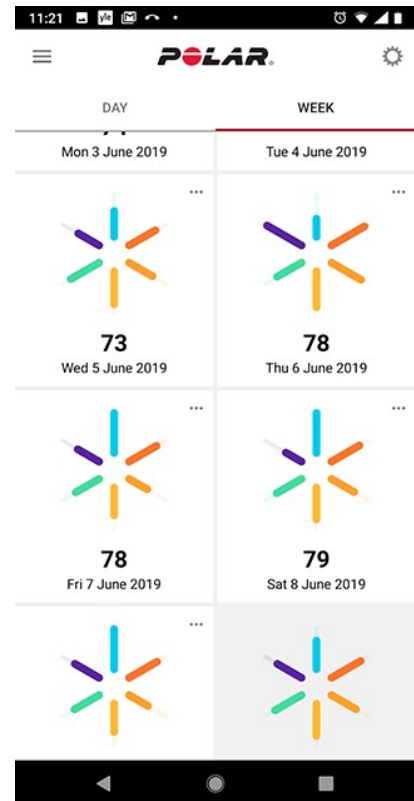 11:21 yle
POLAR
DAY WEEK
Mon 3 June 2019 Tue 4 June 2019
73 78
Wed 5 June 2019 Thu 6 June 2019
78 79
Fri 7 June 2019 Sat 8 June 2019